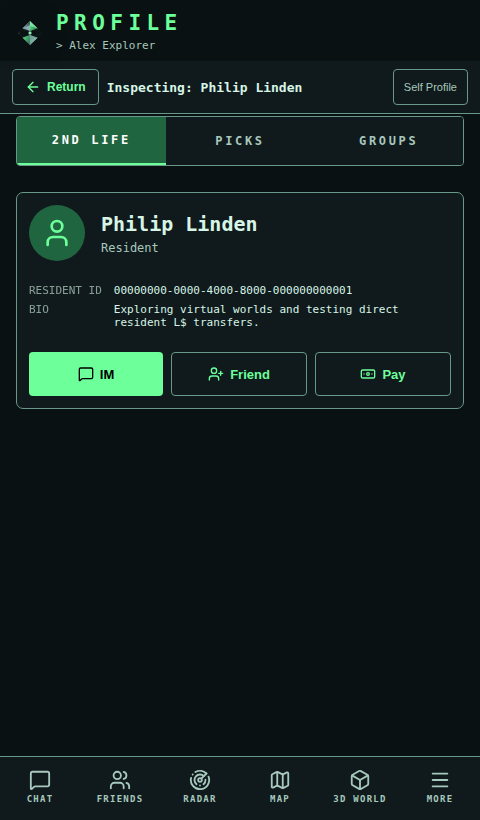 PROFILE
> Alex Explorer
Return
Inspecting: Philip Linden
Self Profile
2ND LIFE
PICKS
GROUPS
Philip Linden
Resident
RESIDENT ID 00000000-0000-4000-8000-000000000001
BIO Exploring virtual worlds and testing direct
resident L$ transfers.
IM
Friend
Pay
CHAT
FRIENDS
RADAR
MAP
3D WORLD
MORE